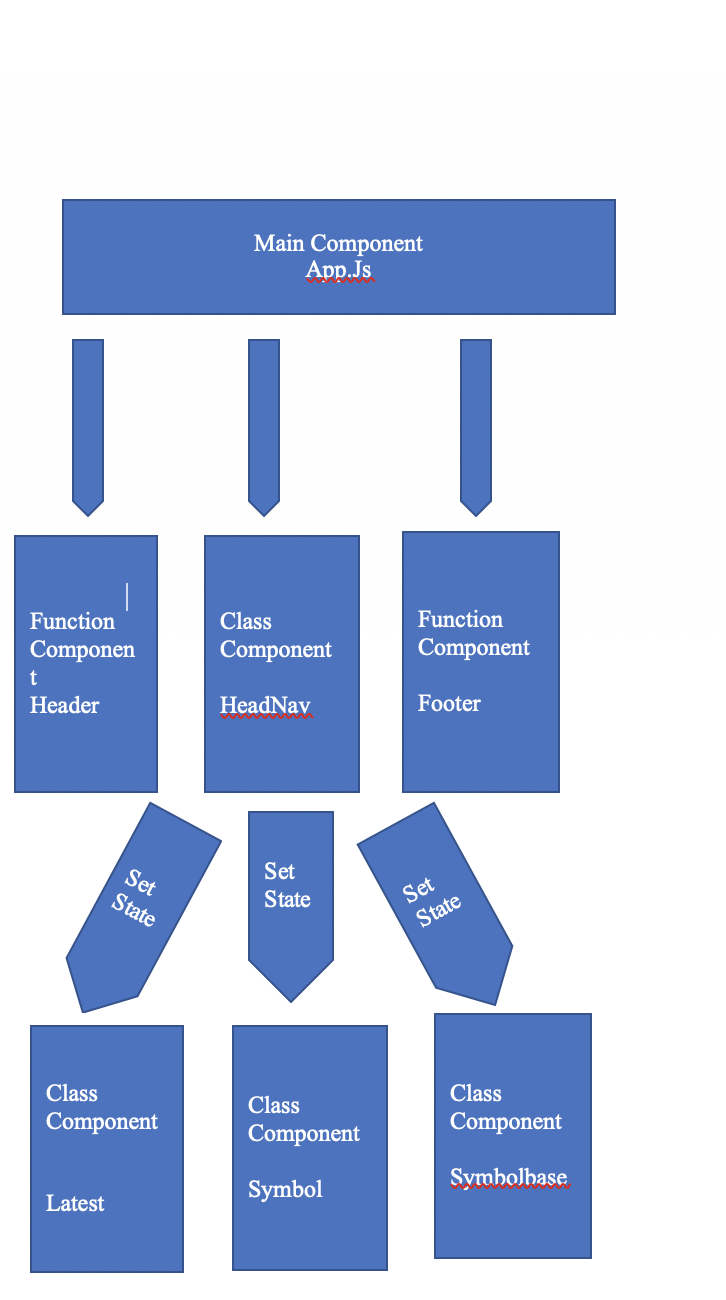 Main Component
App.Js
Function
Componen
t
Header
Class
Component
HeadNav
Function
Component
Footer
Set
State
Set
State
Set
State
Class
Component
Latest
Class
Component
Symbol
Class
Component
Symbolbase